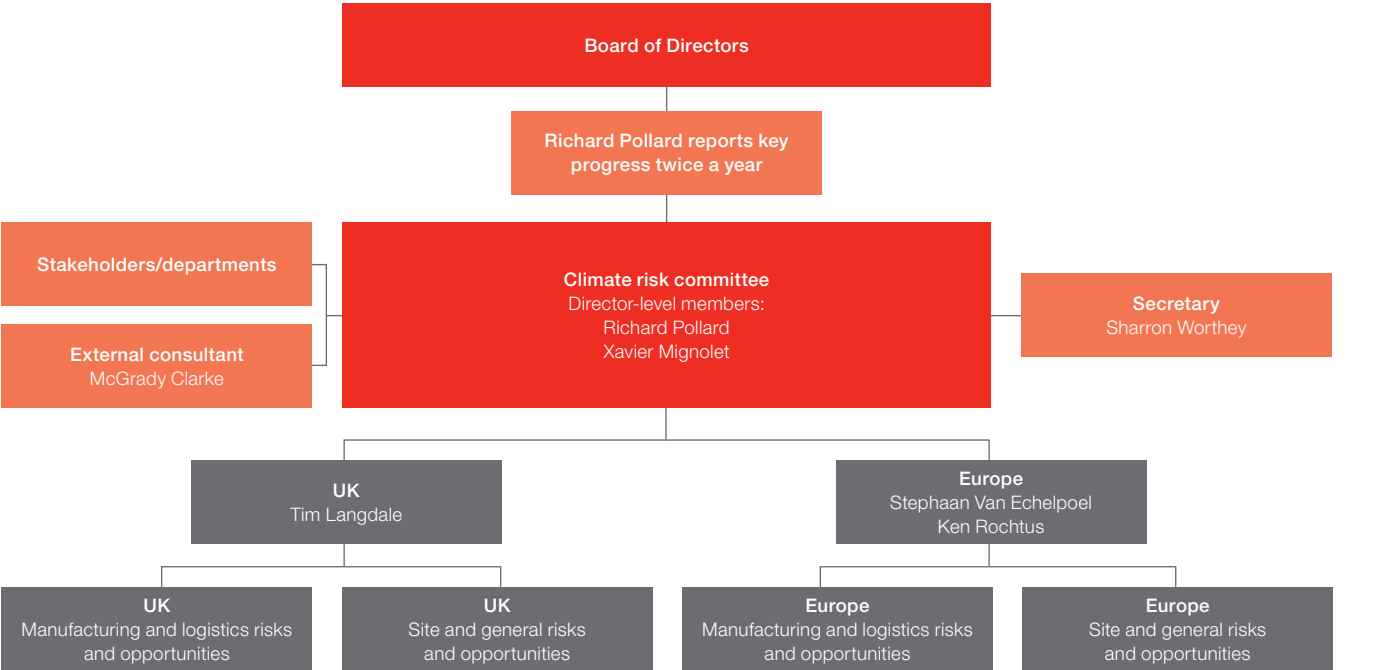 Board of Directors
Richard Pollard reports key
progress twice a year
Stakeholders/departments
External consultant
McGrady Clarke
Climate risk committee
Director-level members:
Richard Pollard
Xavier Mignolet
Secretary
Sharron Worthey
UK
Tim Langdale
Europe
Stephaan Van Echelpoel
Ken Rochtus
UK
Manufacturing and logistics risks
and opportunities
UK
Site and general risks
and opportunities
Europe
Manufacturing and logistics risks
and opportunities
Europe
Site and general risks
and opportunities